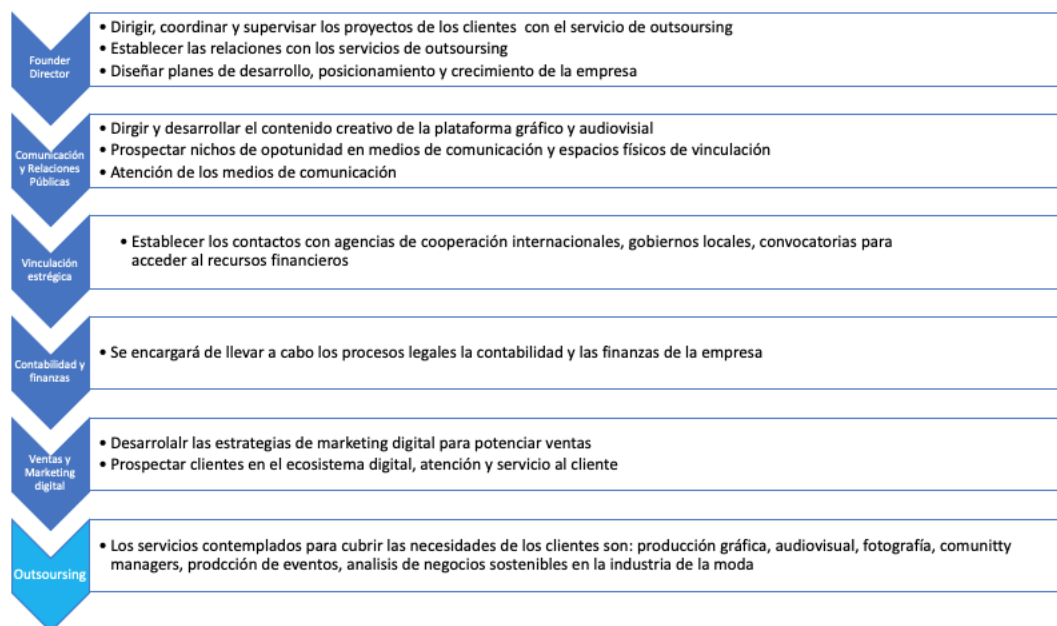 Founder
Director
• Dirigir, coordinar y supervisar los proyectos de los clientes con el servicio de outsoursing
• Establecer las relaciones con los servicios de outsoursing
• Diseñar planes de desarrollo, posicionamiento y crecimiento de la empresa
Comunicación
y Relaciones
Públicas
• Dirgir y desarrollar el contenido creativo de la plataforma gráfico y audiovisial
• Prospectar nichos de opotunidad en medios de comunicación y espacios físicos de vinculación
• Atención de los medios de comunicación
Vinculación
estrégica
• Establecer los contactos con agencias de cooperación internacionales, gobiernos locales, convocatorias para
acceder al recursos financieros
Contabilidad y
finanzas
• Se encargará de llevar a cabo los procesos legales la contabilidad y las finanzas de la empresa
Ventas y
Marketing
digital
• Desarrolalr las estrategias de marketing digital para potenciar ventas
• Prospectar clientes en el ecosistema digital, atención y servicio al cliente
Outsoursing
• Los servicios contemplados para cubrir las necesidades de los clientes son: producción gráfica, audiovisual, fotografía, comunitty
managers, prodcción de eventos, analisis de negocios sostenibles en la industria de la moda